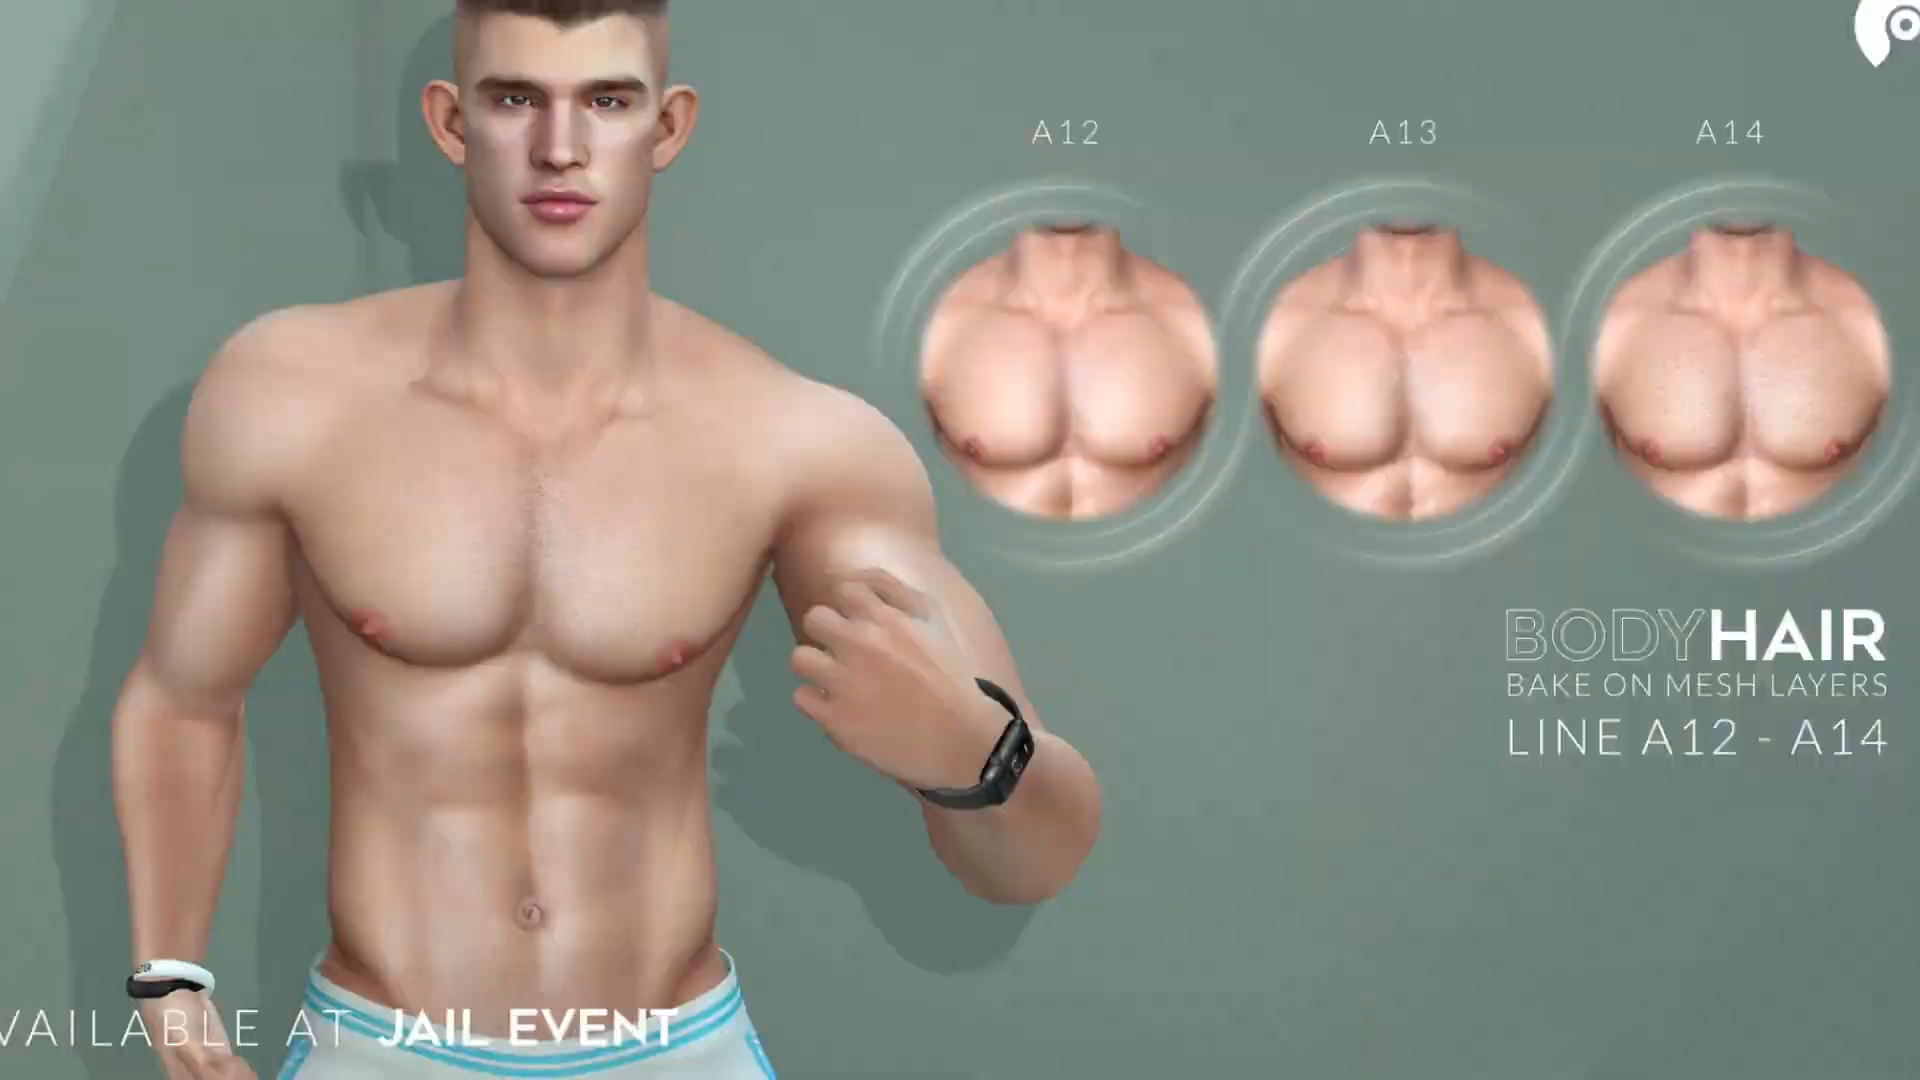 A12
A13
A14
BODYHAIR
BAKE ON MESH LAYERS
LINE A12 - A14
VAILABLE AT JAIL EVENT